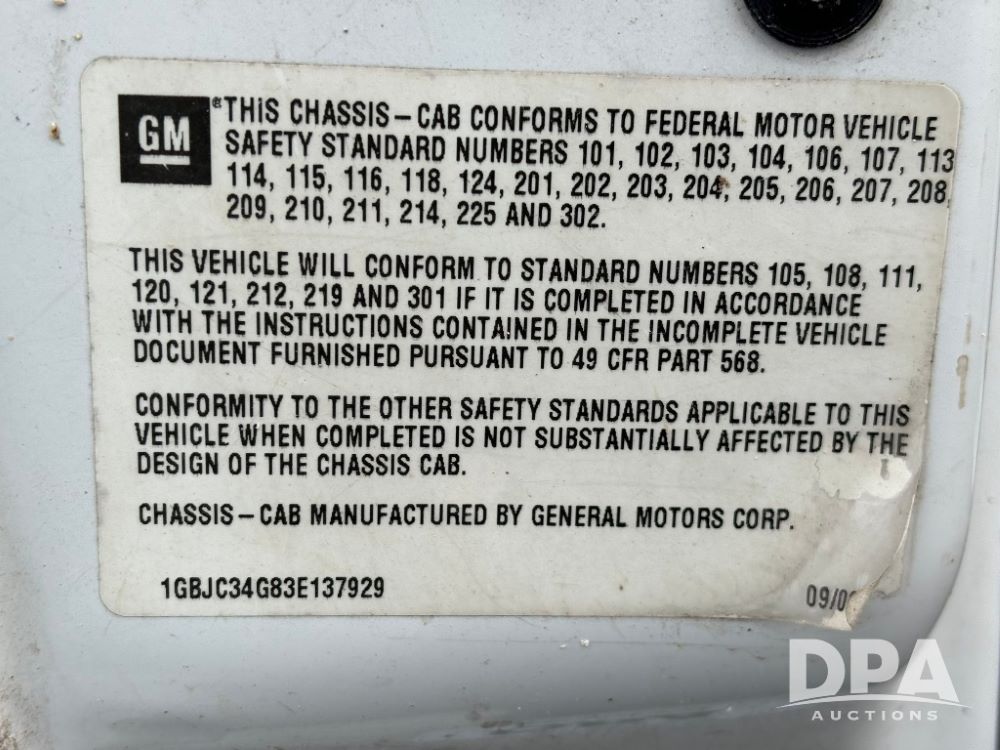 GM
®THIS CHASSIS-CAB CONFORMS TO FEDERAL MOTOR VEHICLE
SAFETY STANDARD NUMBERS 101, 102, 103, 104, 106, 107, 113
114, 115, 116, 118, 124, 201, 202, 203, 204, 205, 206, 207, 208,
209, 210, 211, 214, 225 AND 302.
THIS VEHICLE WILL CONFORM TO STANDARD NUMBERS 105, 108, 111,
120, 121, 212, 219 AND 301 IF IT IS COMPLETED IN ACCORDANCE
WITH THE INSTRUCTIONS CONTAINED IN THE INCOMPLETE VEHICLE
DOCUMENT FURNISHED PURSUANT TO 49 CFR PART 568.
CONFORMITY TO THE OTHER SAFETY STANDARDS APPLICABLE TO THIS
VEHICLE WHEN COMPLETED IS NOT SUBSTANTIALLY AFFECTED BY THE
DESIGN OF THE CHASSIS CAB.
CHASSIS-CAB MANUFACTURED BY GENERAL MOTORS CORP.
1GBJC34G83E137929
DPA
AUCTIONS